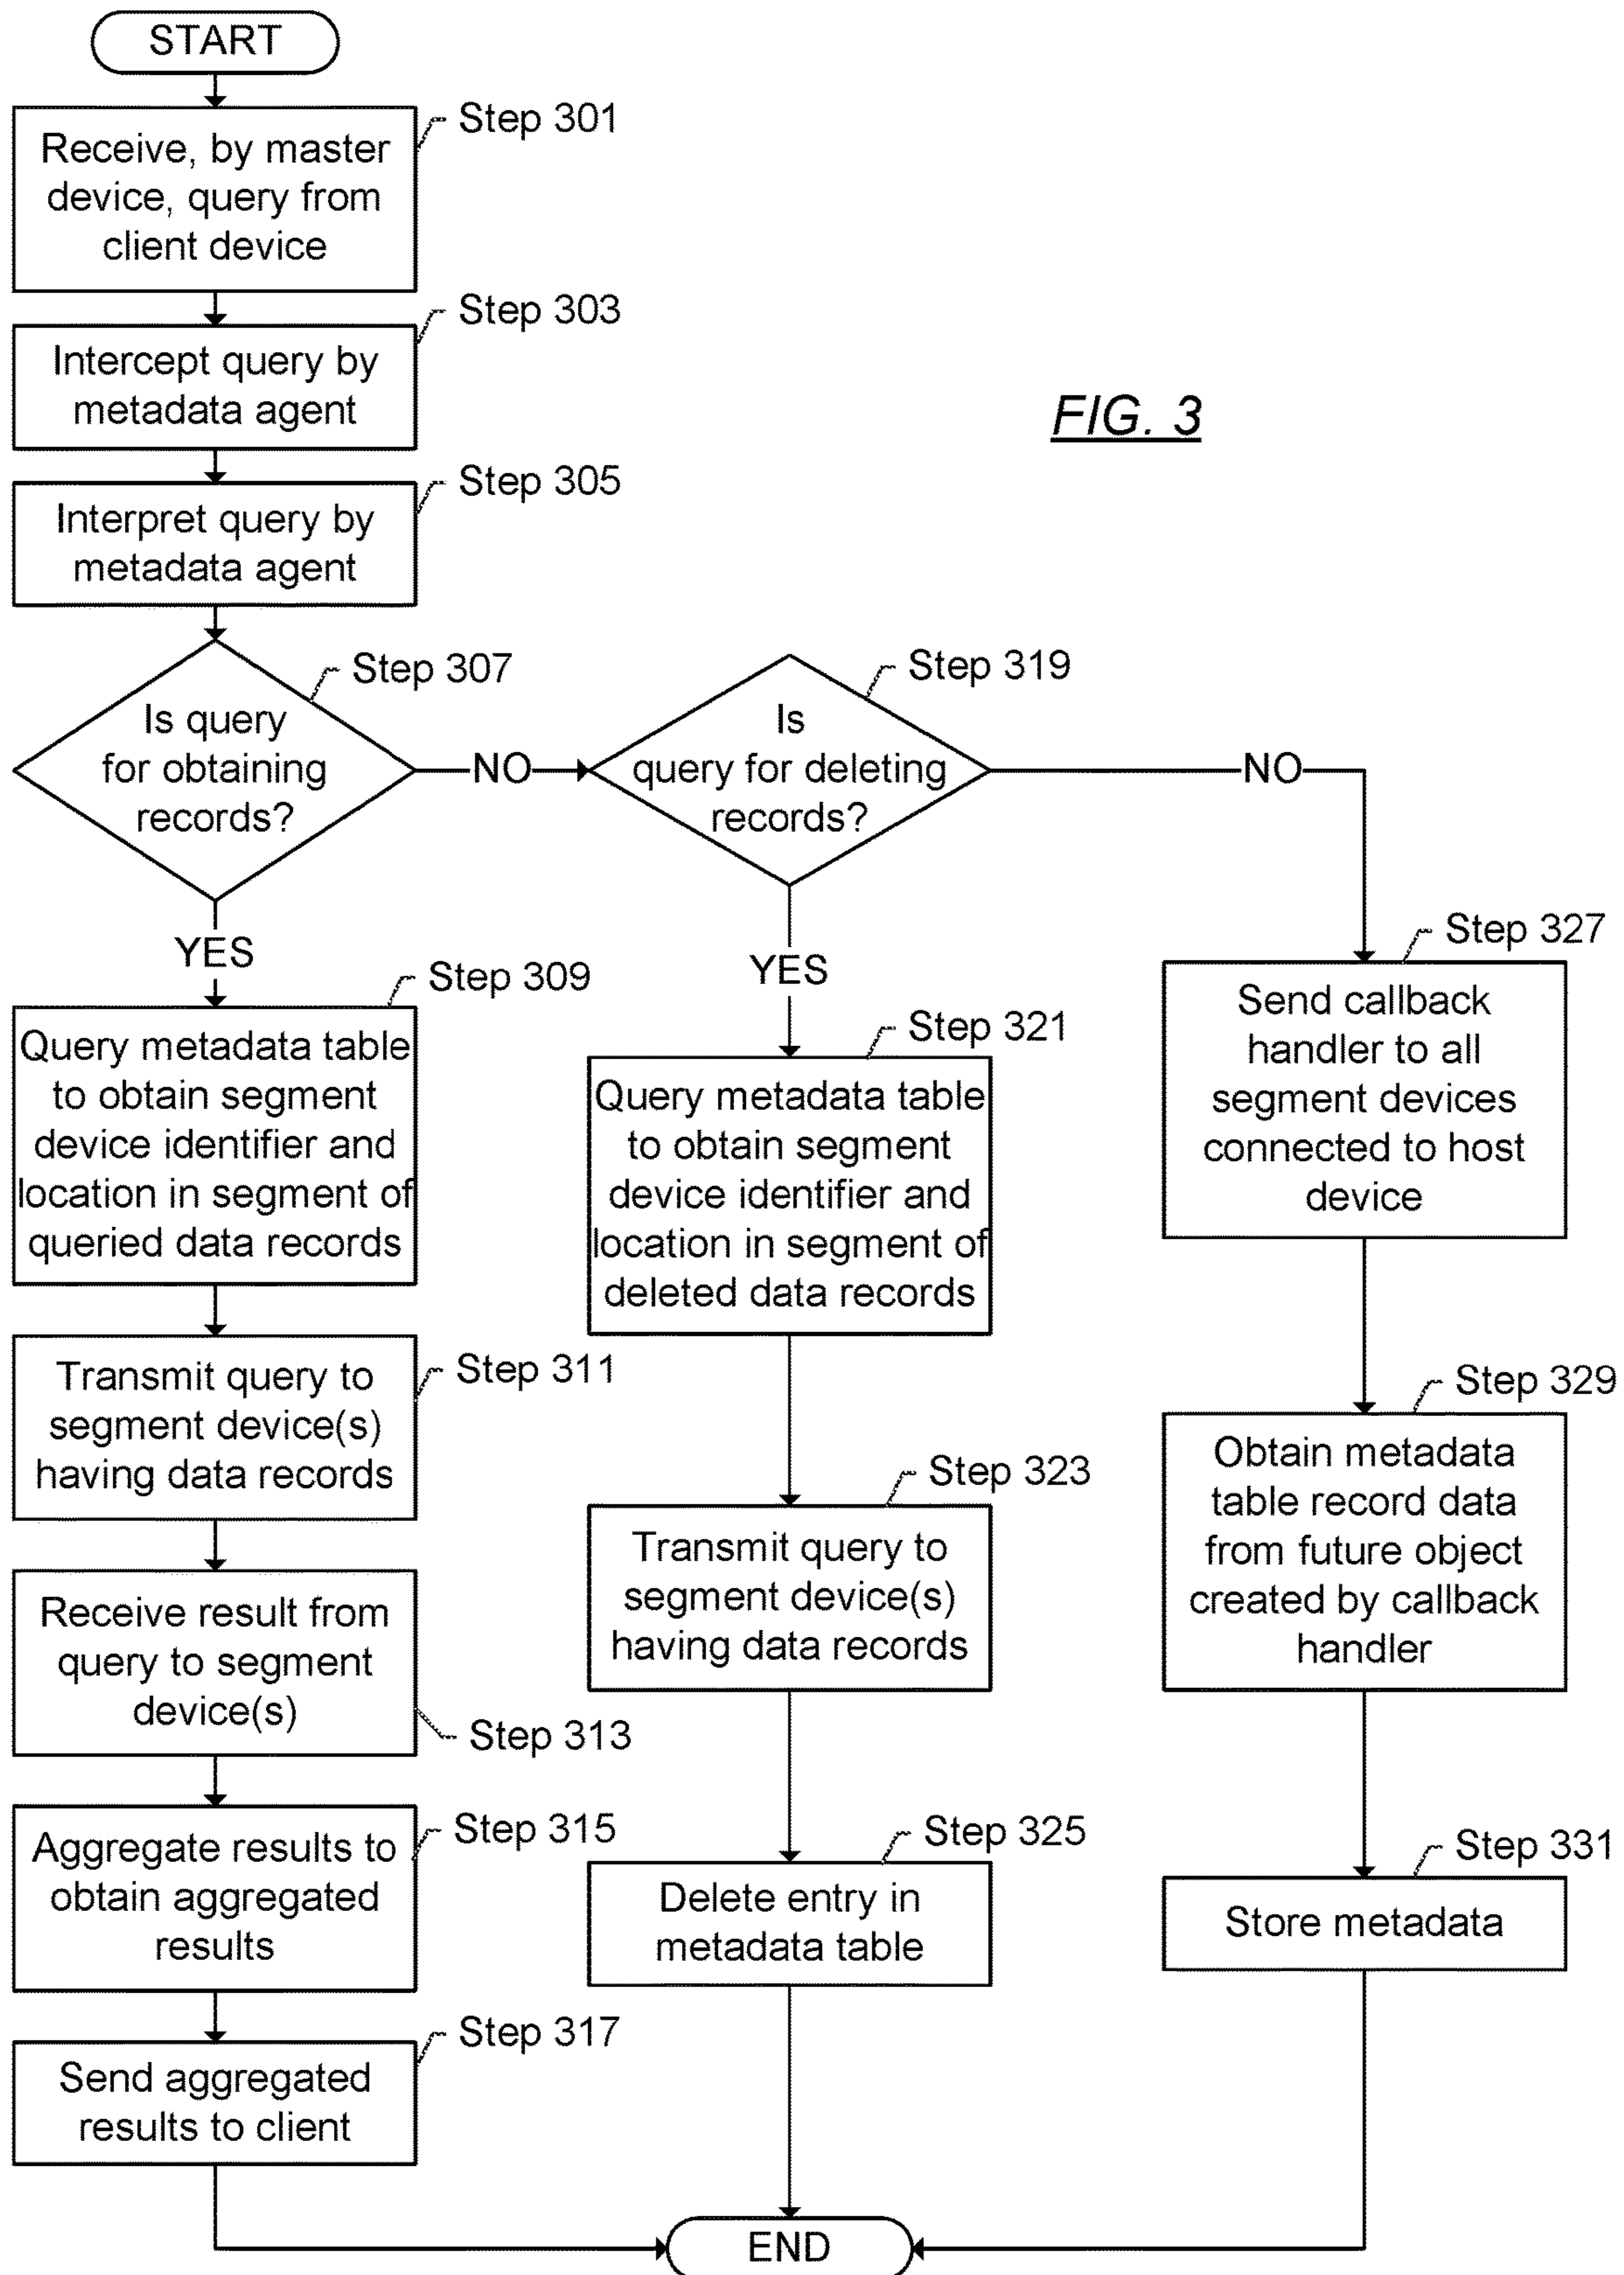 START
Step 301
Receive, by master
device, query from
client device
Step 303
Intercept query by
metadata agent
FIG. 3
Step 305
Interpret query by
metadata agent
Step 307
Is query
for obtaining
records?
NO
Step 319
Is
query for deleting
records?
NO
YES
Step 309
Query metadata table
to obtain segment
device identifier and
location in segment of
queried data records
Step 311
Transmit query to
segment device(s)
having data records
Receive result from
query to segment
device(s)
Step 313
Step 315
Aggregate results to
obtain aggregated
results
Step 317
Send aggregated
results to client
YES
Step 321
Query metadata table
to obtain segment
device identifier and
location in segment of
deleted data records
Step 323
Transmit query to
segment device(s)
having data records
Step 325
Delete entry in
metadata table
Step 327
Send callback
handler to all
segment devices
connected to host
device
Step 329
Obtain metadata
table record data
from future object
created by callback
handler
Step 331
Store metadata
END